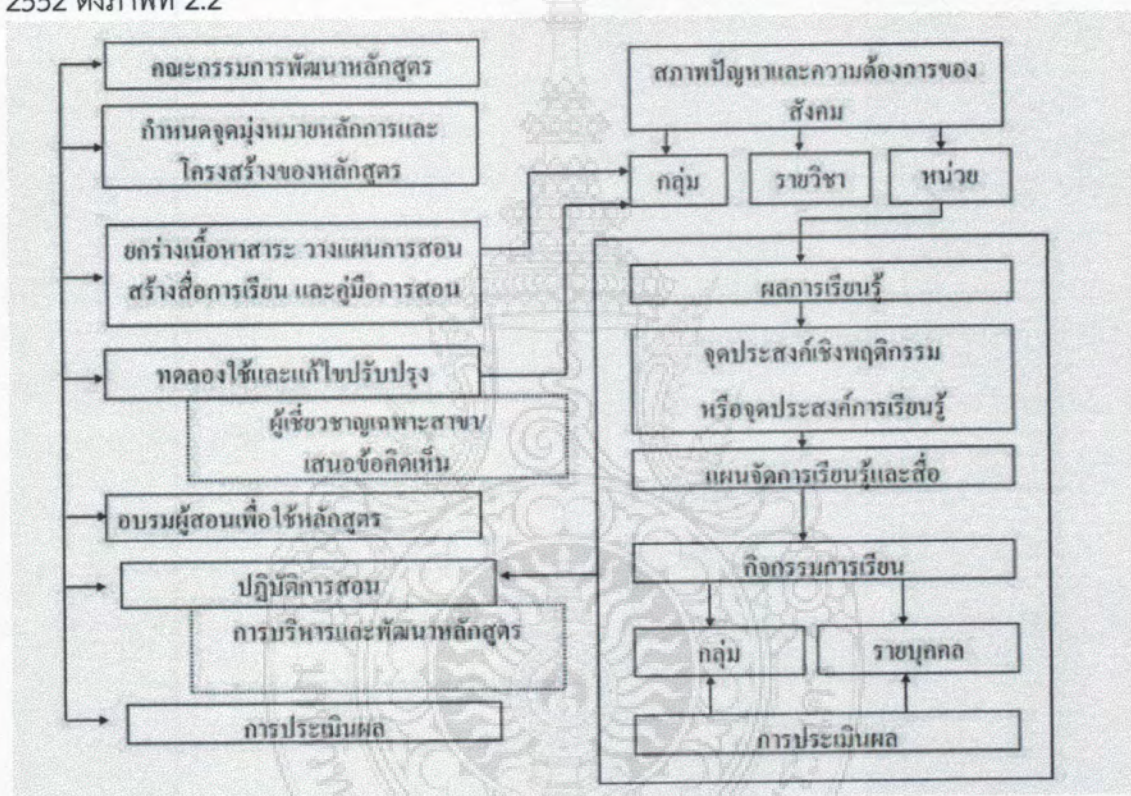 2552 ดังภาพที่ 2.2
คณะกรรมการพัฒนาหลักสูตร
กำหนดจุดมุ่งหมายหลักการและ
โครงสร้างของหลักสูตร
ยกร่างเนื้อหาสาระ วางแผนการสอน
สร้างสื่อการเรียน และคู่มือการสอน
ทดลองใช้และแก้ไขปรับปรุง
ผู้เชี่ยวชาญเฉพาะสาขา/
เสนอข้อคิดเห็น
อบรมผู้สอนเพื่อใช้หลักสูตร
ปฎิบัติการสอน
การบริหารและพัฒนาหลักสูตร
การประเมินผล
สภาพปัญหาและความต้องการของ
สังคม
กลุ่ม
รายวิชา
หน่วย
ผลการเรียนรู้
จุดประสงค์เชิงพฤติกรรม
หรือจุดประสงค์การเรียนรู้
แผนจัดการเรียนรู้และสื่อ
กิจกรรมการเรียน
กลุ่ม
รายบุคคล
การประเมินผล